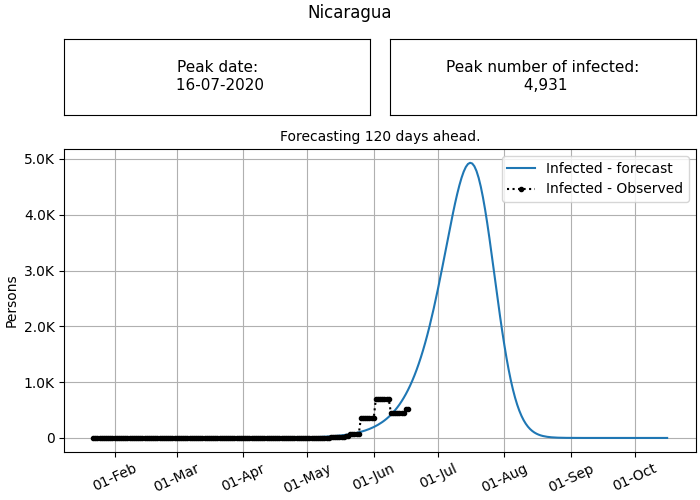 Nicaragua
Peak date:
16-07-2020
Peak number of infected:
4,931
Forecasting 120 days ahead.
Infected - forecast
Infected - Observed
Persons
5.0K
4.0K
3.0K
2.0K
1.0K
0
01-Feb
01-Mar
01-Apr
01-May
01-Jun
01-Jul
01-Aug
01-Sep
01-Oct